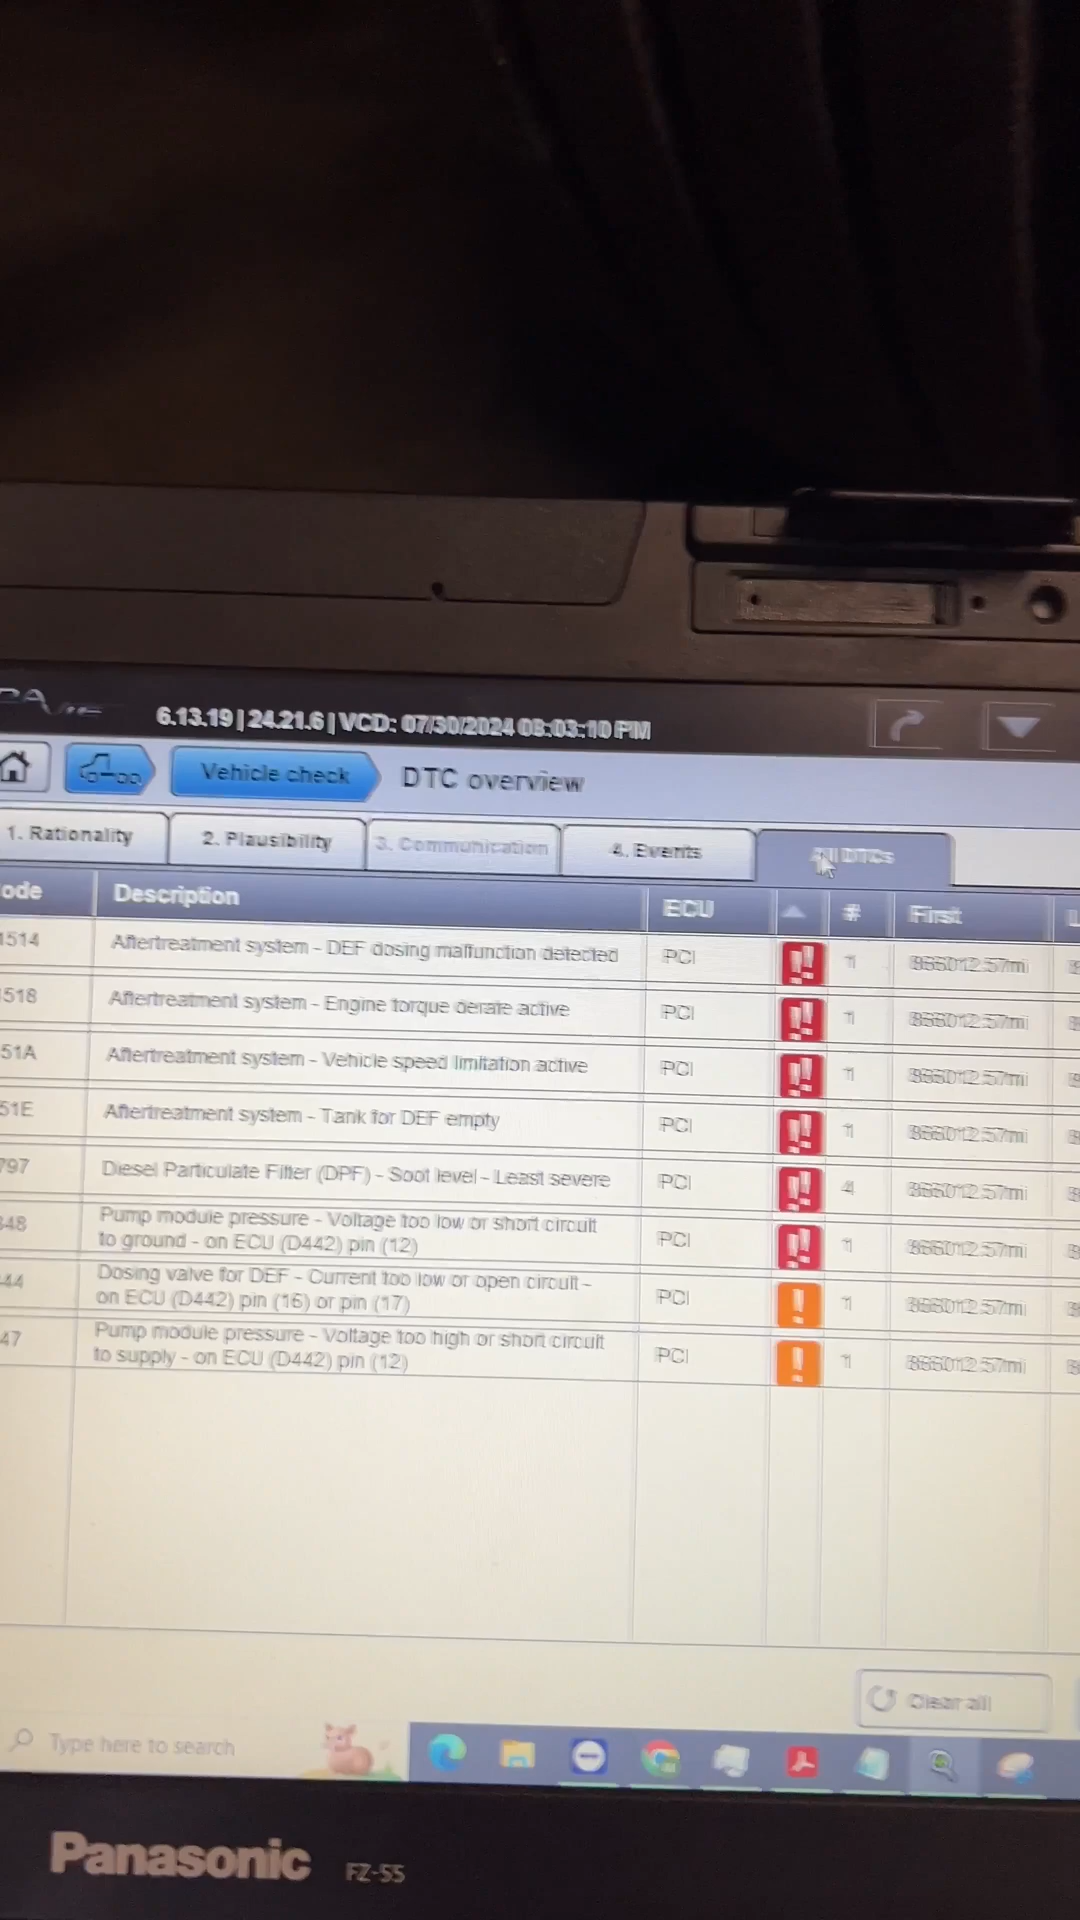 6.13.19 | 24.21.6 | VCD: 07/30/2024 08:03:10 PM
Vehicle check DTC overview
1. Rationality 2. Plausibility 3. Communication 4. Events All DTCs
ode Description ECU # First
1514 Aftertreatment system - DEF dosing malfunction detected PCI 1
518 Aftertreatment system - Engine torque derate active PCI 1
51A Aftertreatment system - Vehicle speed limitation active PCI 1
51E Aftertreatment system - Tank for DEF empty PCI 1
797 Diesel Particulate Filter (DPF) - Soot level - Least severe PCI 4
348 Pump module pressure - Voltage too low or short circuit
to ground - on ECU (D442) pin (12) PCI 1
44 Dosing valve for DEF - Current too low or open circuit -
on ECU (D442) pin (16) or pin (17) PCI 1
47 Pump module pressure - Voltage too high or short circuit
to supply - on ECU (D442) pin (12) PCI 1
Clear all
Type here to search
Panasonic FZ-55